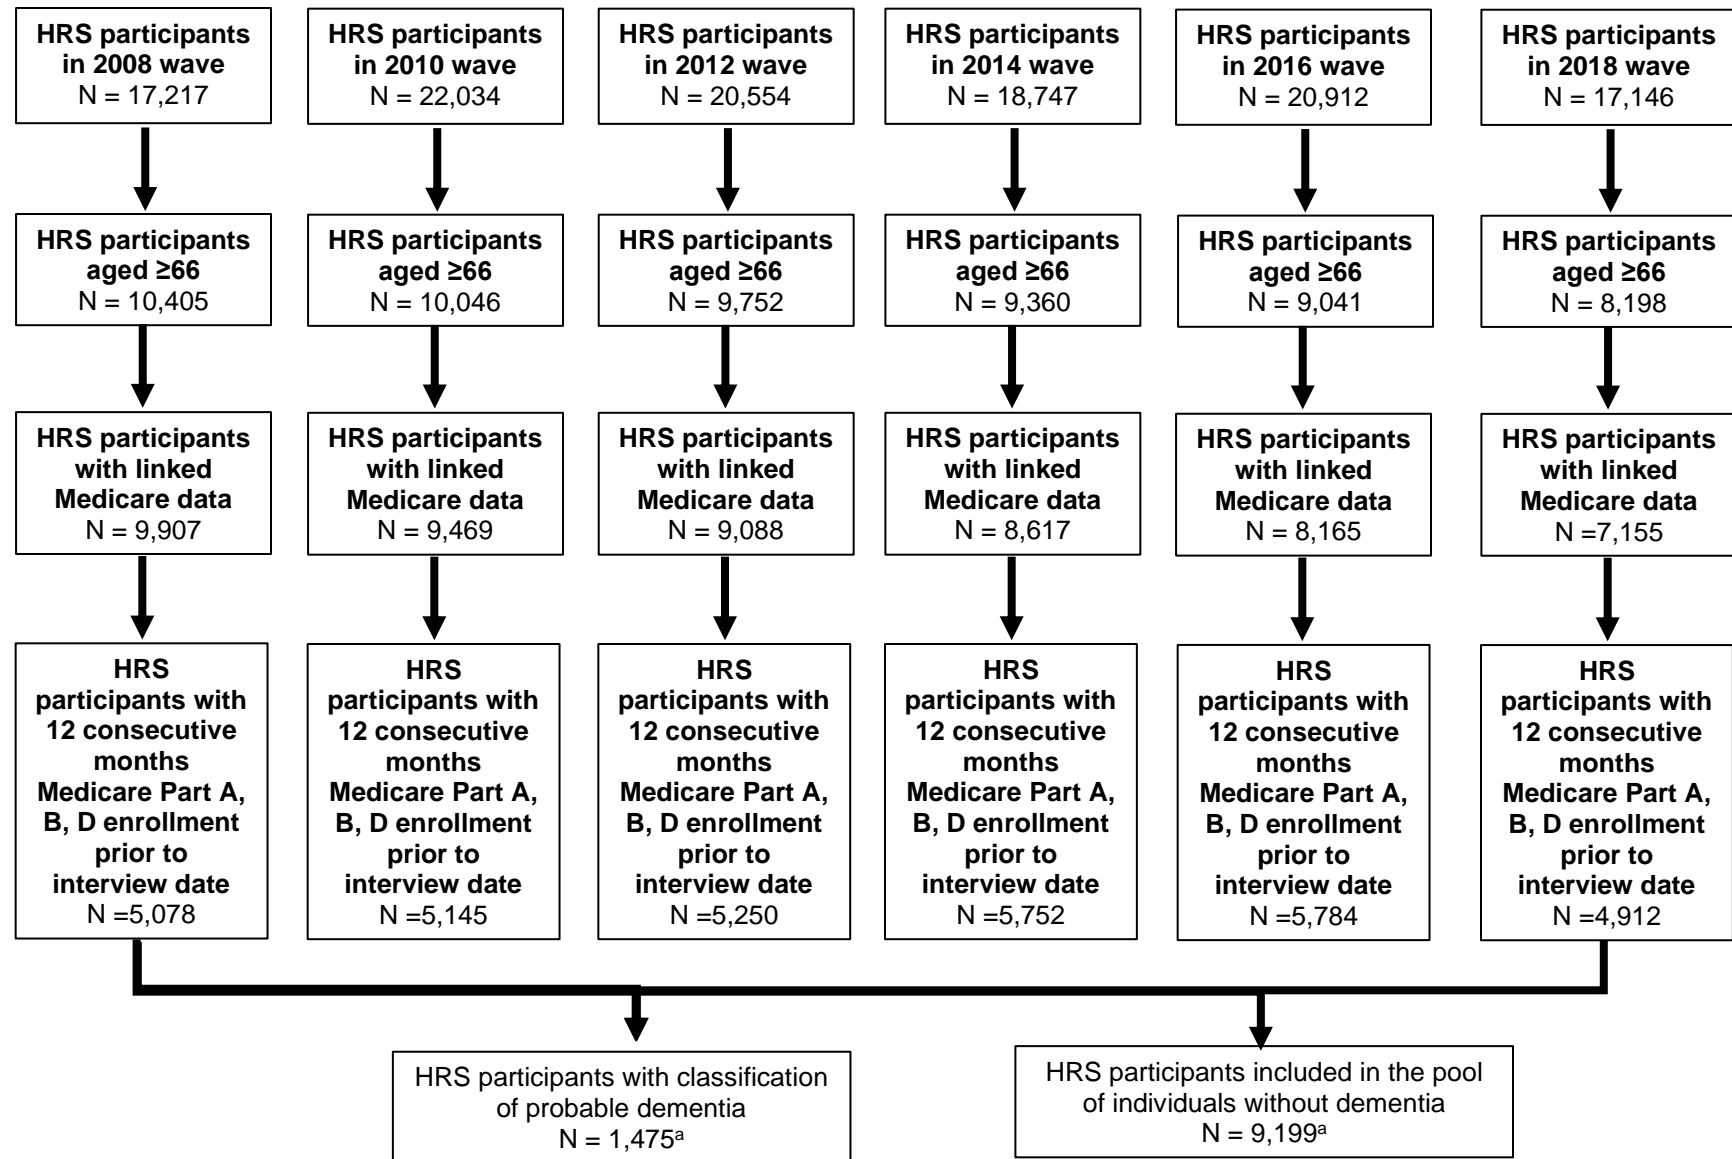 HRS participants
in 2008 wave
N = 17,217
HRS participants
in 2010 wave
N = 22,034
HRS participants
in 2012 wave
N = 20,554
HRS participants
in 2014 wave
N = 18,747
HRS participants
in 2016 wave
N = 20,912
HRS participants
in 2018 wave
N = 17,146
HRS participants
aged ≥66
N = 10,405
HRS participants
aged ≥66
N = 10,046
HRS participants
aged ≥66
N = 9,752
HRS participants
aged ≥66
N = 9,360
HRS participants
aged ≥66
N = 9,041
HRS participants
aged ≥66
N = 8,198
HRS participants
with linked
Medicare data
N = 9,907
HRS participants
with linked
Medicare data
N = 9,469
HRS participants
with linked
Medicare data
N = 9,088
HRS participants
with linked
Medicare data
N = 8,617
HRS participants
with linked
Medicare data
N = 8,165
HRS participants
with linked
Medicare data
N =7,155
HRS
participants with
12 consecutive
months
Medicare Part A,
B, D enrollment
prior to
interview date
N =5,078
HRS
participants with
12 consecutive
months
Medicare Part A,
B, D enrollment
prior to
interview date
N =5,145
HRS
participants with
12 consecutive
months
Medicare Part A,
B, D enrollment
prior to
interview date
N =5,250
HRS
participants with
12 consecutive
months
Medicare Part A,
B, D enrollment
prior to
interview date
N =5,752
HRS
participants with
12 consecutive
months
Medicare Part A,
B, D enrollment
prior to
interview date
N =5,784
HRS
participants with
12 consecutive
months
Medicare Part A,
B, D enrollment
prior to
interview date
N =4,912
HRS participants with classification
of probable dementia
N = 1,475ᵃ
HRS participants included in the pool
of individuals without dementia
N = 9,199ᵃ